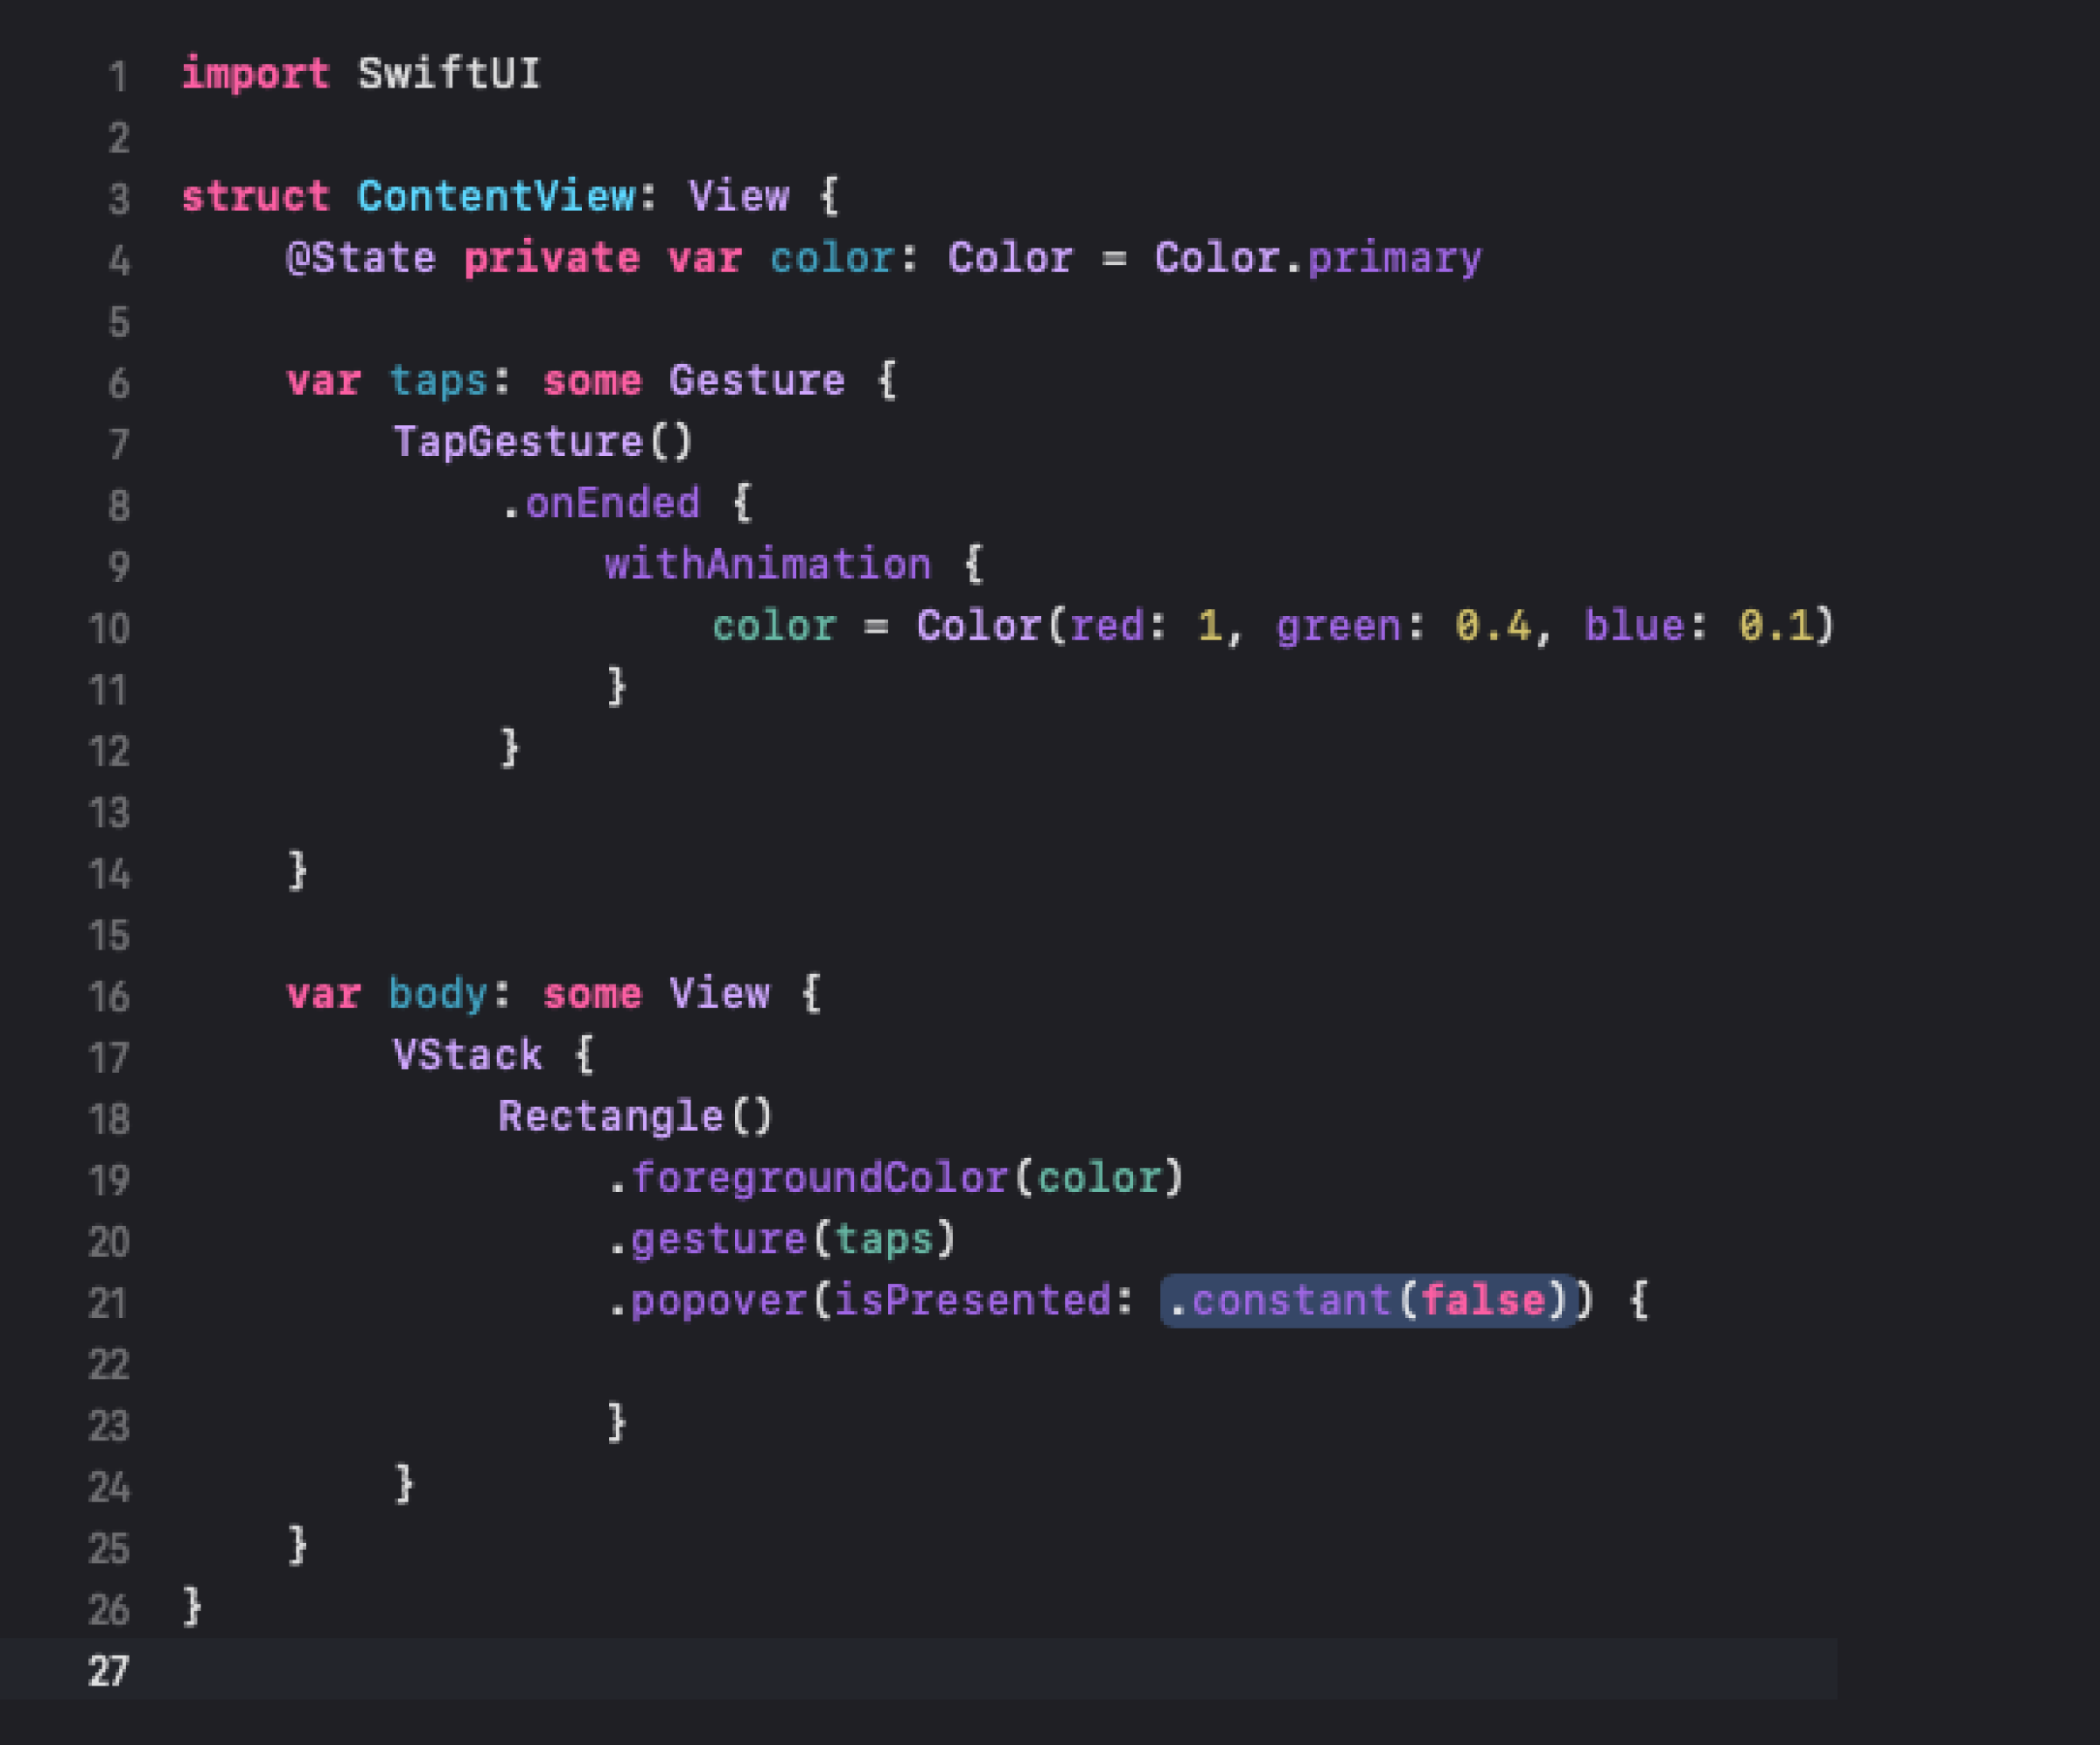 1 import SwiftUI
2
3 struct ContentView: View {
4     @State private var color: Color = Color.primary
5
6     var taps: some Gesture {
7         TapGesture()
8             .onEnded {
9                 withAnimation {
10                     color = Color(red: 1, green: 0.4, blue: 0.1)
11                 }
12             }
13
14     }
15
16     var body: some View {
17         VStack {
18             Rectangle()
19                 .foregroundColor(color)
20                 .gesture(taps)
21                 .popover(isPresented: .constant(false)) {
22
23                 }
24         }
25     }
26 }
27